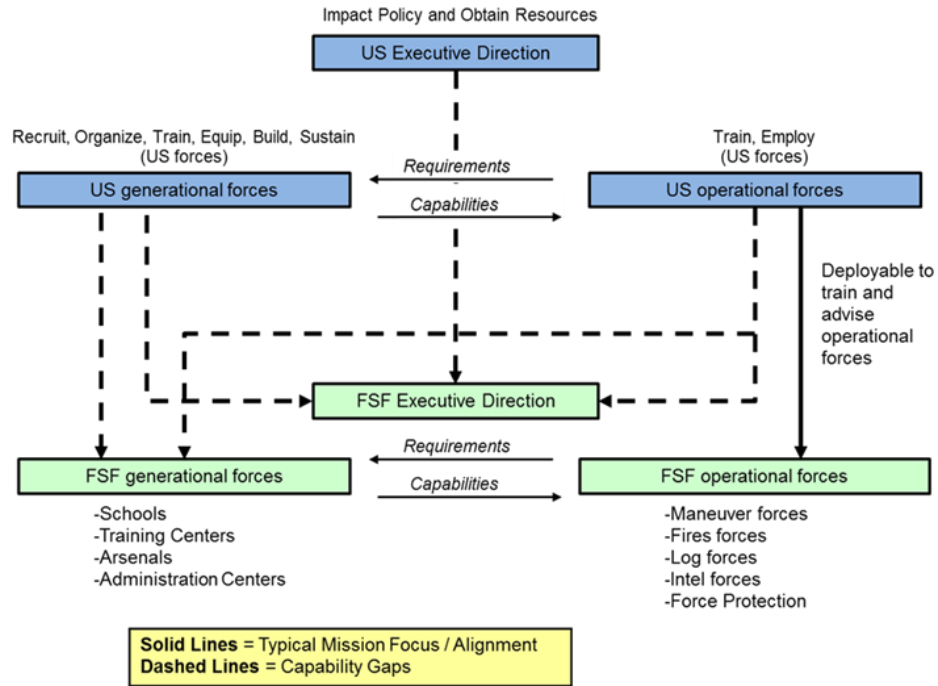 Impact Policy and Obtain Resources
US Executive Direction
Recruit, Organize, Train, Equip, Build, Sustain
(US forces)
Train, Employ
(US forces)
Requirements
US generational forces
US operational forces
Capabilities
Deployable to
train and
advise
operational
forces
FSF Executive Direction
Requirements
FSF generational forces
FSF operational forces
Capabilities
-Schools
-Training Centers
-Arsenals
-Administration Centers
-Maneuver forces
-Fires forces
-Log forces
-Intel forces
-Force Protection
Solid Lines = Typical Mission Focus / Alignment
Dashed Lines = Capability Gaps